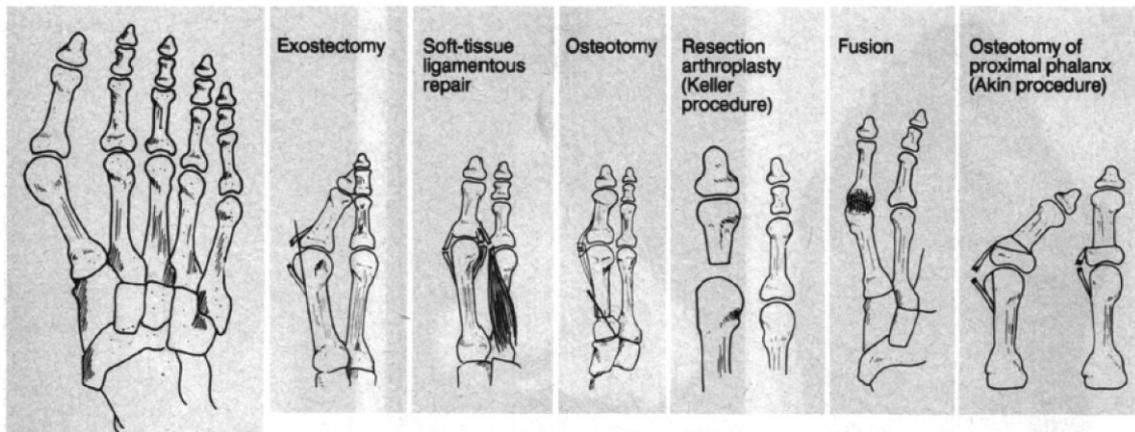 Exostectomy
Soft-tissue
ligamentous
repair
Osteotomy
Resection
arthroplasty
(Keller
procedure)
Fusion
Osteotomy of
proximal phalanx
(Akin procedure)